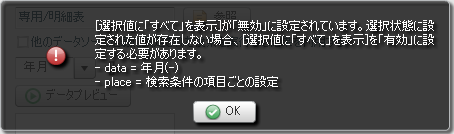 専用/明細表
[選択値に「すべて」を表示]が「無効」に設定されています。選択状態に
設定された値が存在しない場合、[選択値に「すべて」を表示]を「有効」に設
定する必要があります。
- data = 年月(-)
- place = 検索条件の項目ごとの設定
他のデータソ
年月
データプレビュー
OK